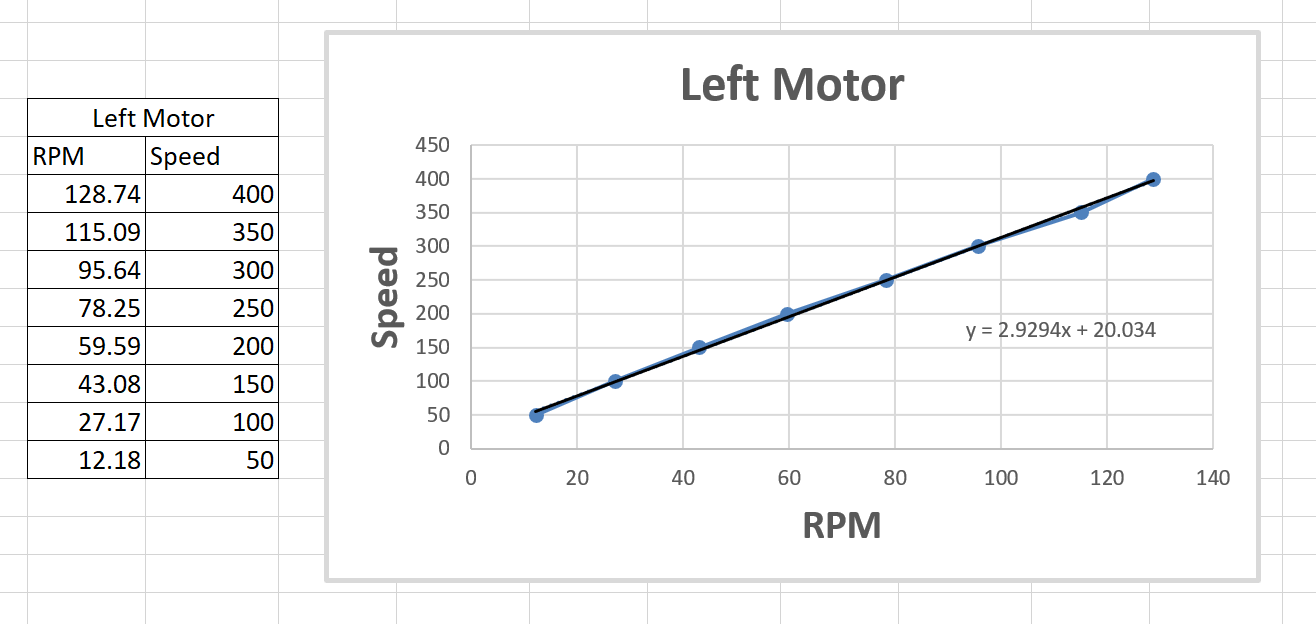 Left Motor
RPM Speed
128.74 400
115.09 350
95.64 300
78.25 250
59.59 200
43.08 150
27.17 100
12.18 50
Left Motor
450
400
350
300
250
200
150
100
50
0
Speed
y = 2.9294x + 20.034
0 20 40 60 80 100 120 140
RPM